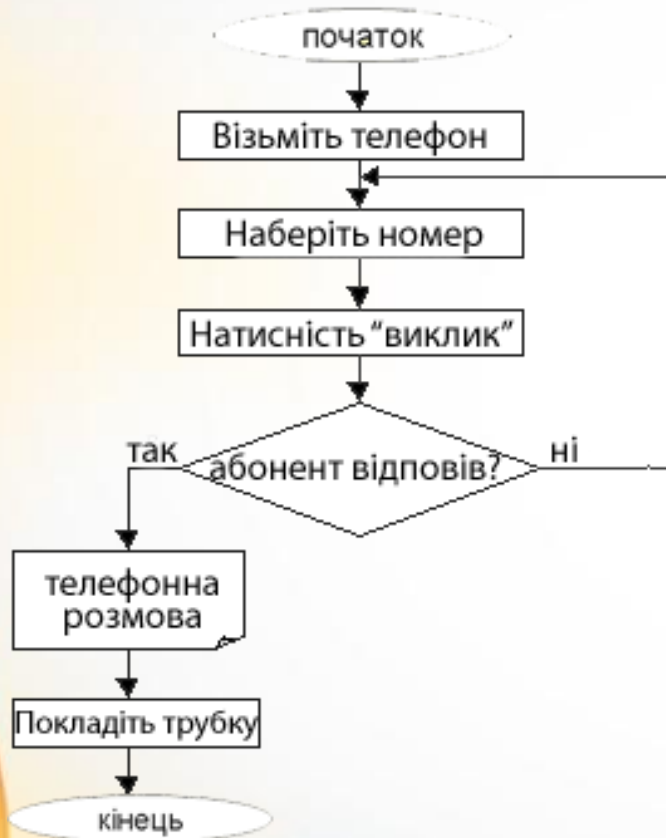 початок
Візьміть телефон
Наберіть номер
Натисність “виклик”
абонент відповів?
так
ні
телефонна
розмова
Покладіть трубку
кінець